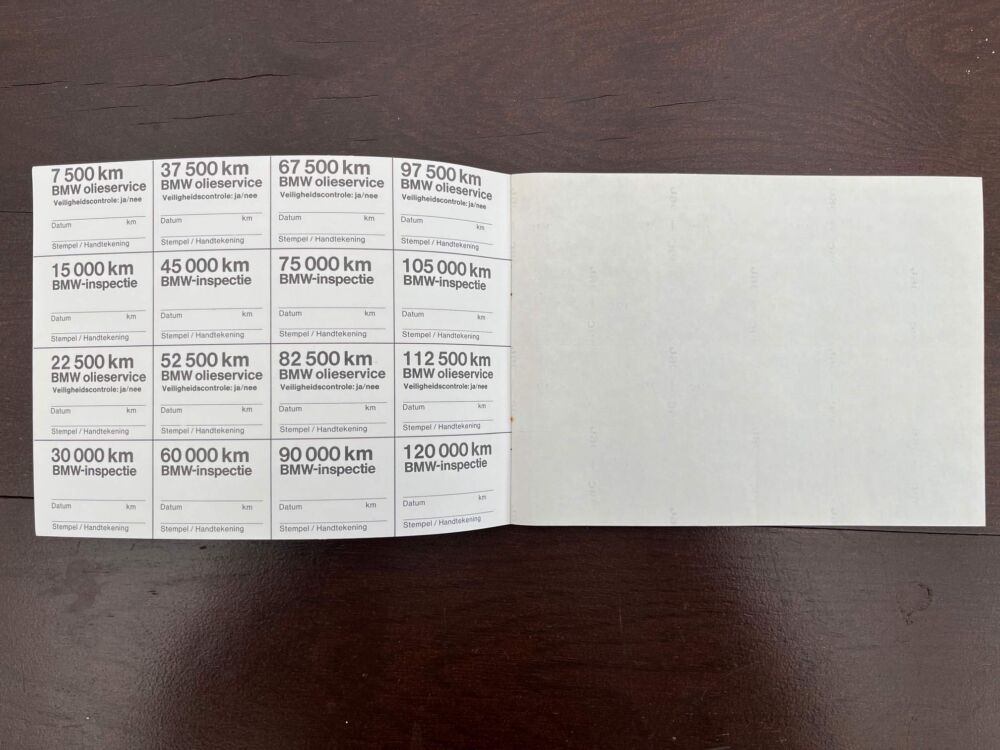 7 500 km
BMW olieservice
Veiligheidscontrole: ja/nee
Datum km
Stempel / Handtekening
37 500 km
BMW olieservice
Veiligheidscontrole: ja/nee
Datum km
Stempel / Handtekening
67 500 km
BMW olieservice
Veiligheidscontrole: ja/nee
Datum km
Stempel / Handtekening
97 500 km
BMW olieservice
Veiligheidscontrole: ja/nee
Datum km
Stempel / Handtekening
15 000 km
BMW-inspectie
Datum km
Stempel / Handtekening
45 000 km
BMW-inspectie
Datum km
Stempel / Handtekening
75 000 km
BMW-inspectie
Datum km
Stempel / Handtekening
105 000 km
BMW-inspectie
Datum km
Stempel / Handtekening
22 500 km
BMW olieservice
Veiligheidscontrole: ja/nee
Datum km
Stempel / Handtekening
52 500 km
BMW olieservice
Veiligheidscontrole: ja/nee
Datum km
Stempel / Handtekening
82 500 km
BMW olieservice
Veiligheidscontrole: ja/nee
Datum km
Stempel / Handtekening
112 500 km
BMW olieservice
Veiligheidscontrole: ja/nee
Datum km
Stempel / Handtekening
30 000 km
BMW-inspectie
Datum km
Stempel / Handtekening
60 000 km
BMW-inspectie
Datum km
Stempel / Handtekening
90 000 km
BMW-inspectie
Datum km
Stempel / Handtekening
120 000 km
BMW-inspectie
Datum km
Stempel / Handtekening